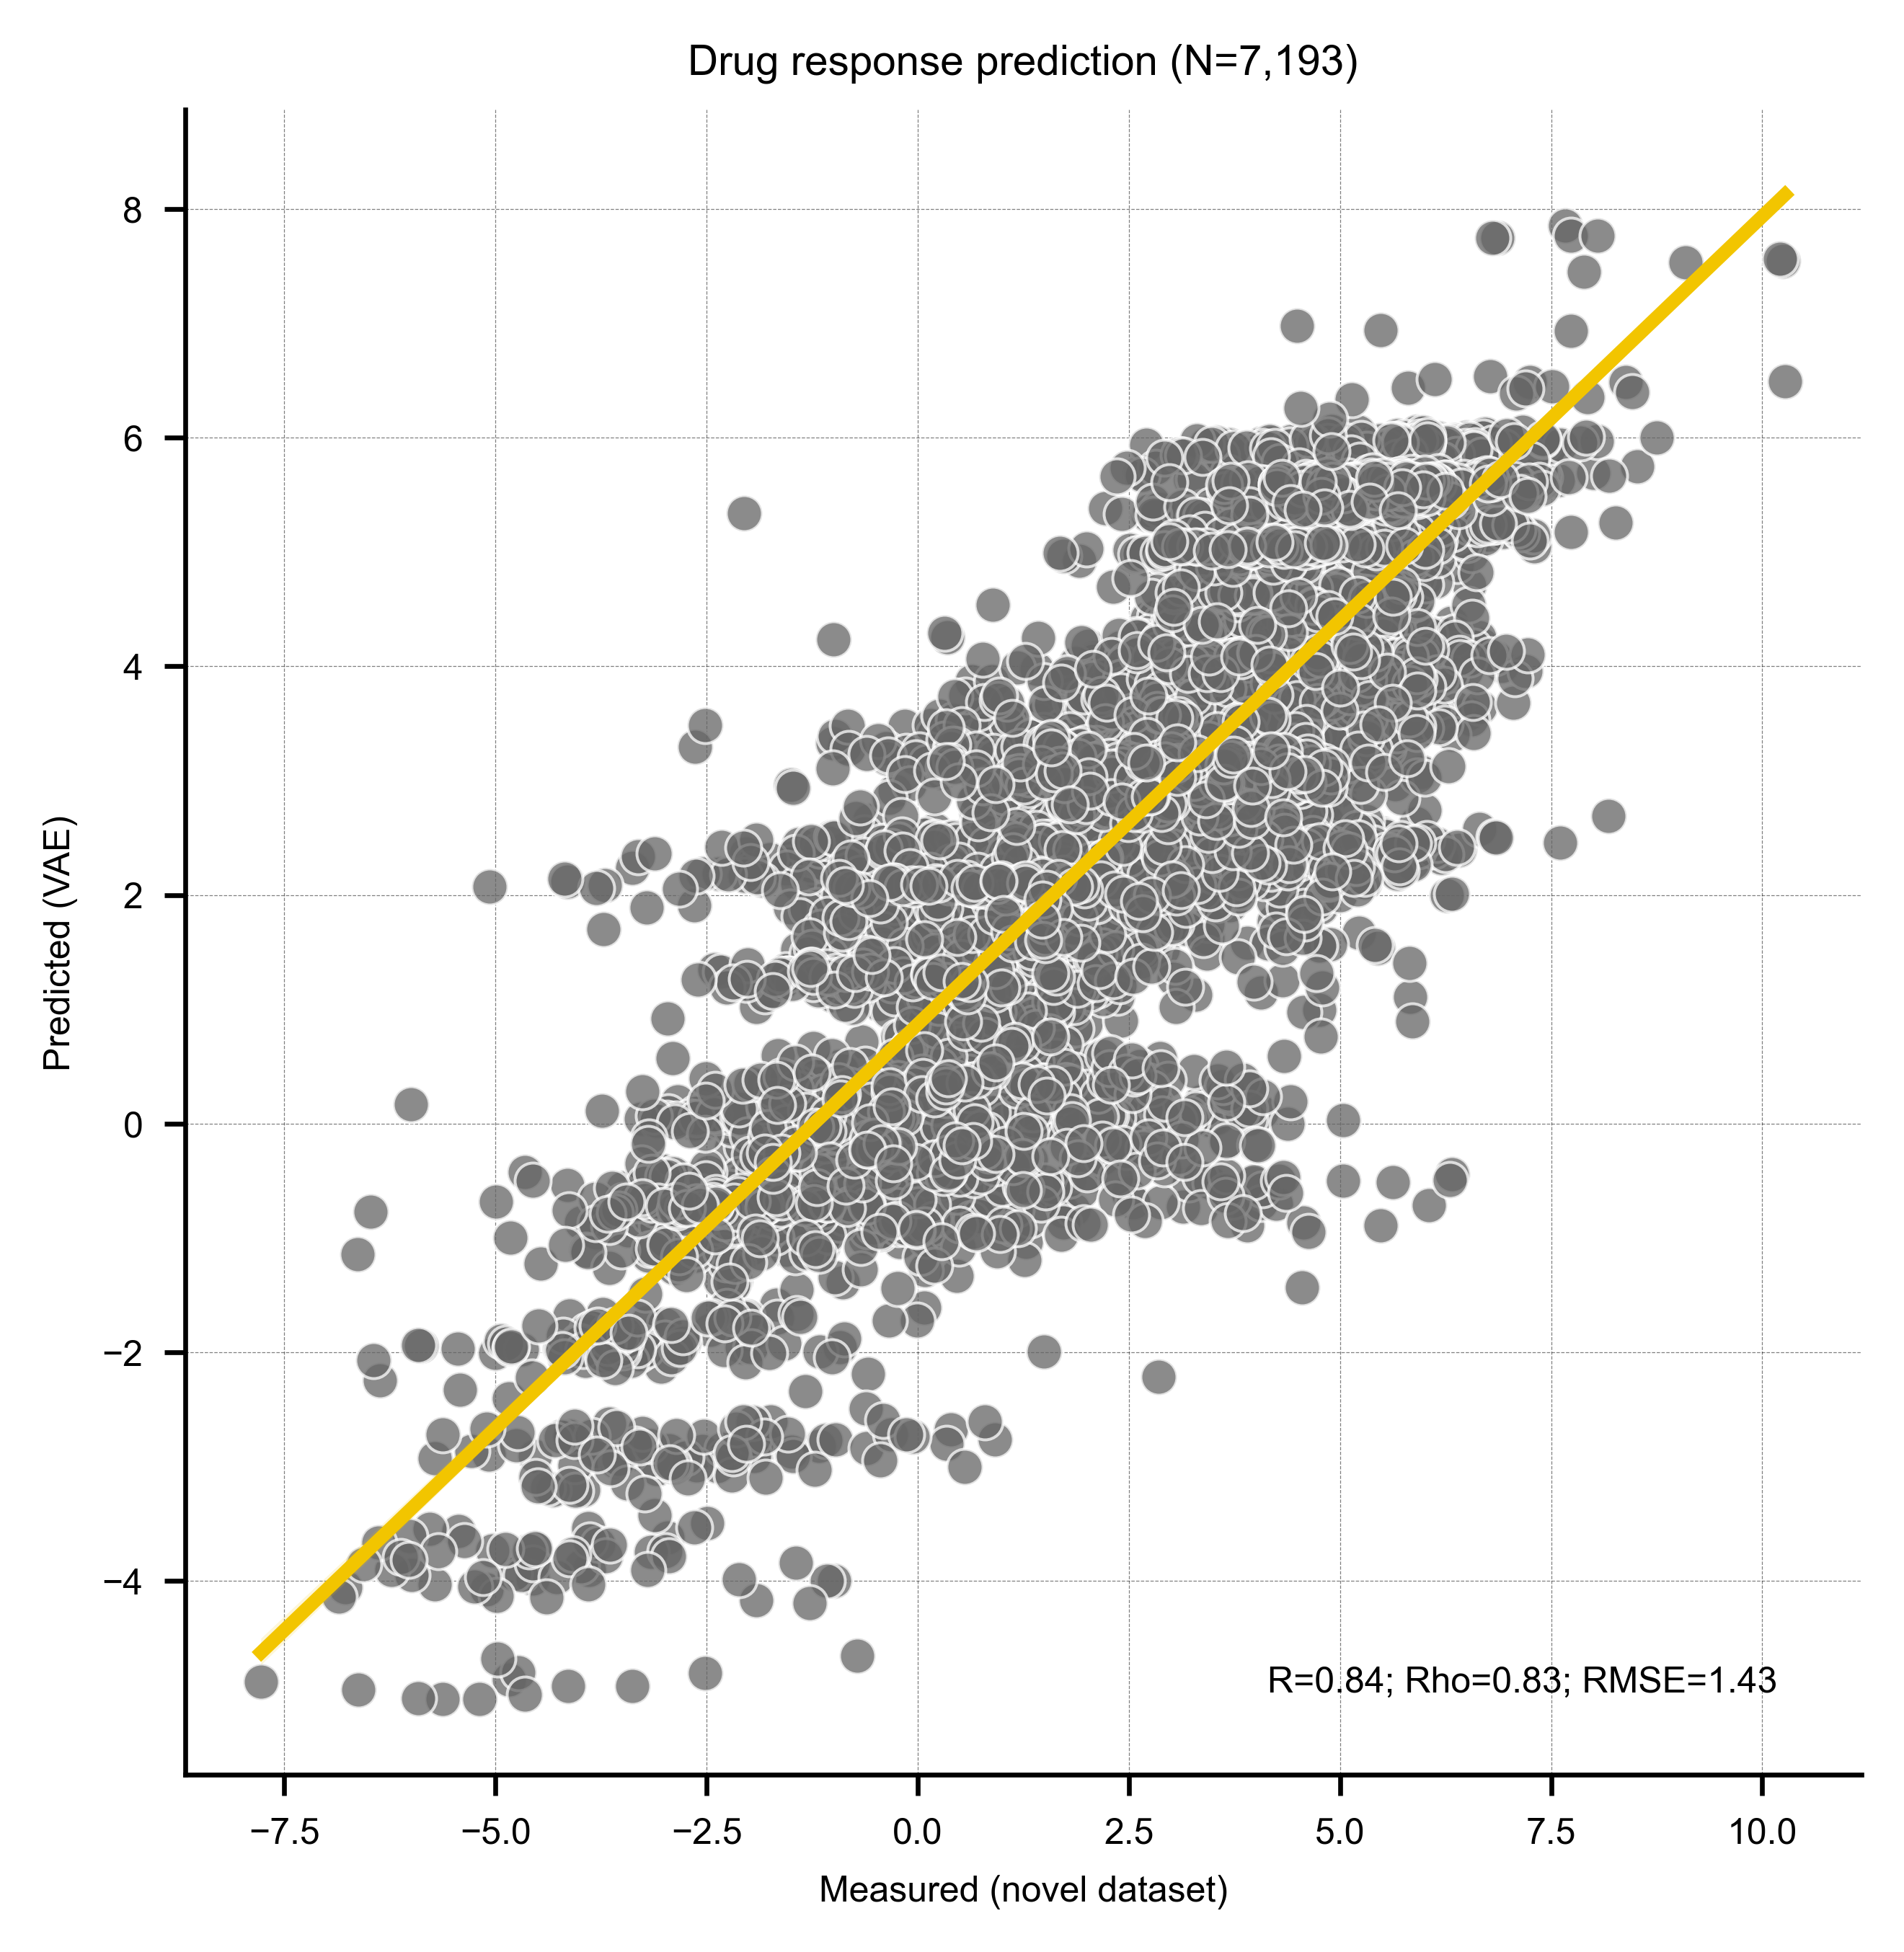 Drug response prediction (N=7,193)
8
6
4
2
0
−2
−4
Predicted (VAE)
R=0.84; Rho=0.83; RMSE=1.43
−7.5 −5.0 −2.5 0.0 2.5 5.0 7.5 10.0
Measured (novel dataset)